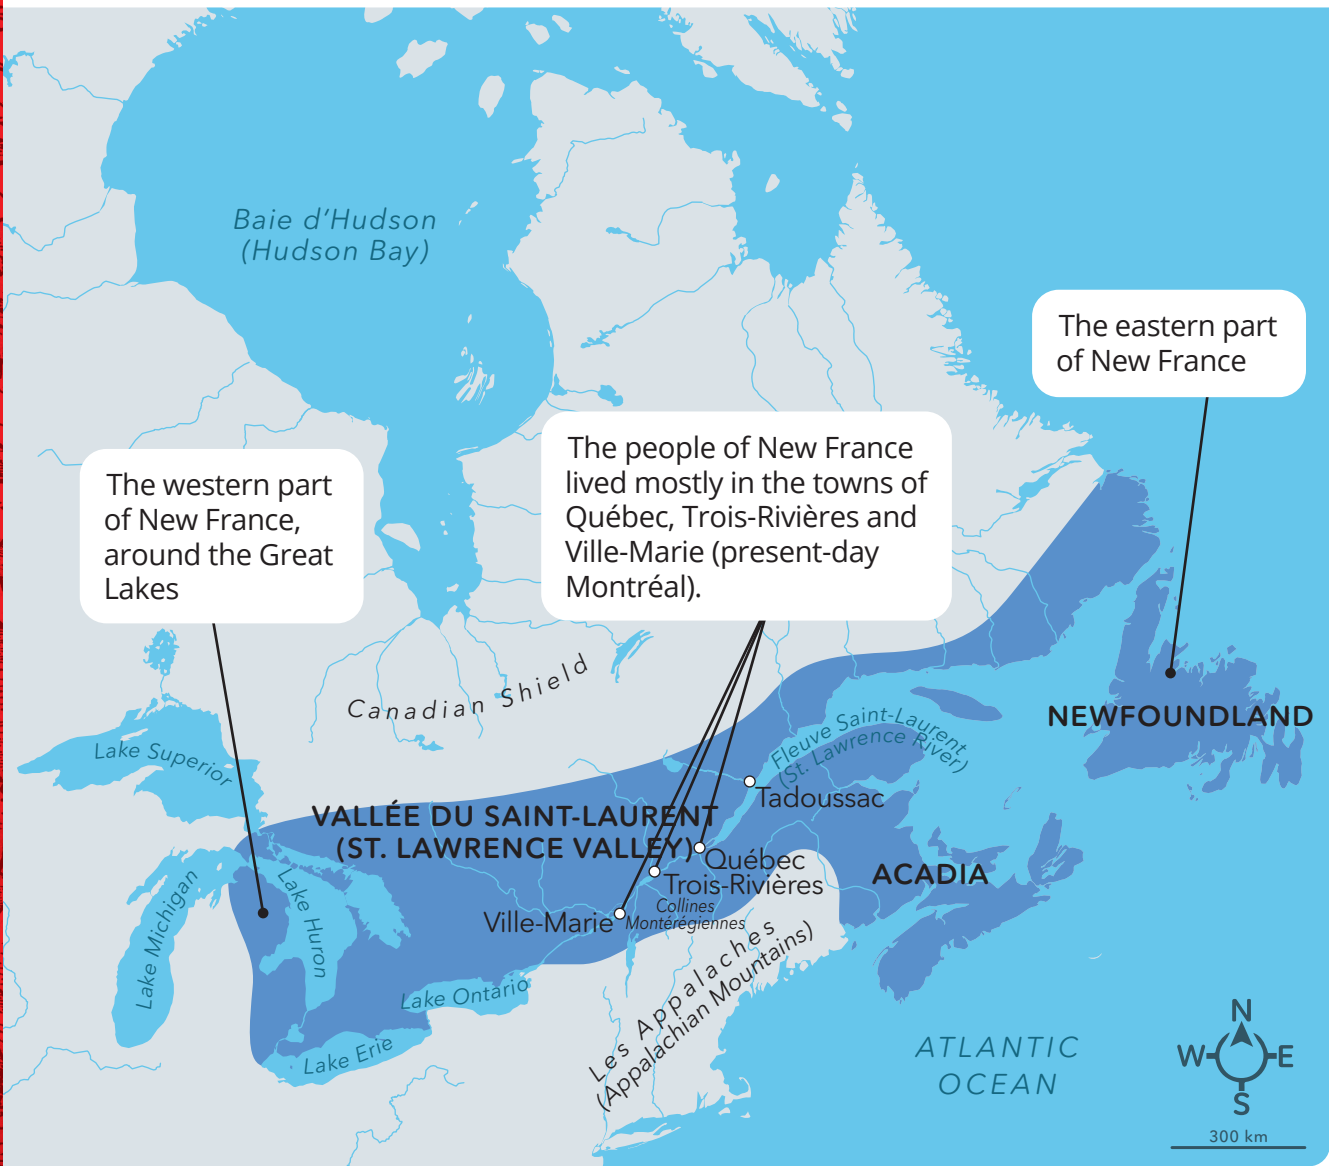 Baie d'Hudson
(Hudson Bay)
The eastern part
of New France
The people of New France
lived mostly in the towns of
Québec, Trois-Rivières and
Ville-Marie (present-day
Montréal).
The western part
of New France,
around the Great
Lakes
Canadian Shield
Lake Superior
NEWFOUNDLAND
Fleuve Saint-Laurent
(St. Lawrence River)
Tadoussac
VALLÉE DU SAINT-LAURENT
(ST. LAWRENCE VALLEY)
Québec
Trois-Rivières
ACADIA
Collines
Montérégiennes
Ville-Marie
Lake Michigan
Lake Huron
Lake Ontario
Lake Erie
Les Appalaches
(Appalachian Mountains)
ATLANTIC
OCEAN
N
W
E
S
300 km